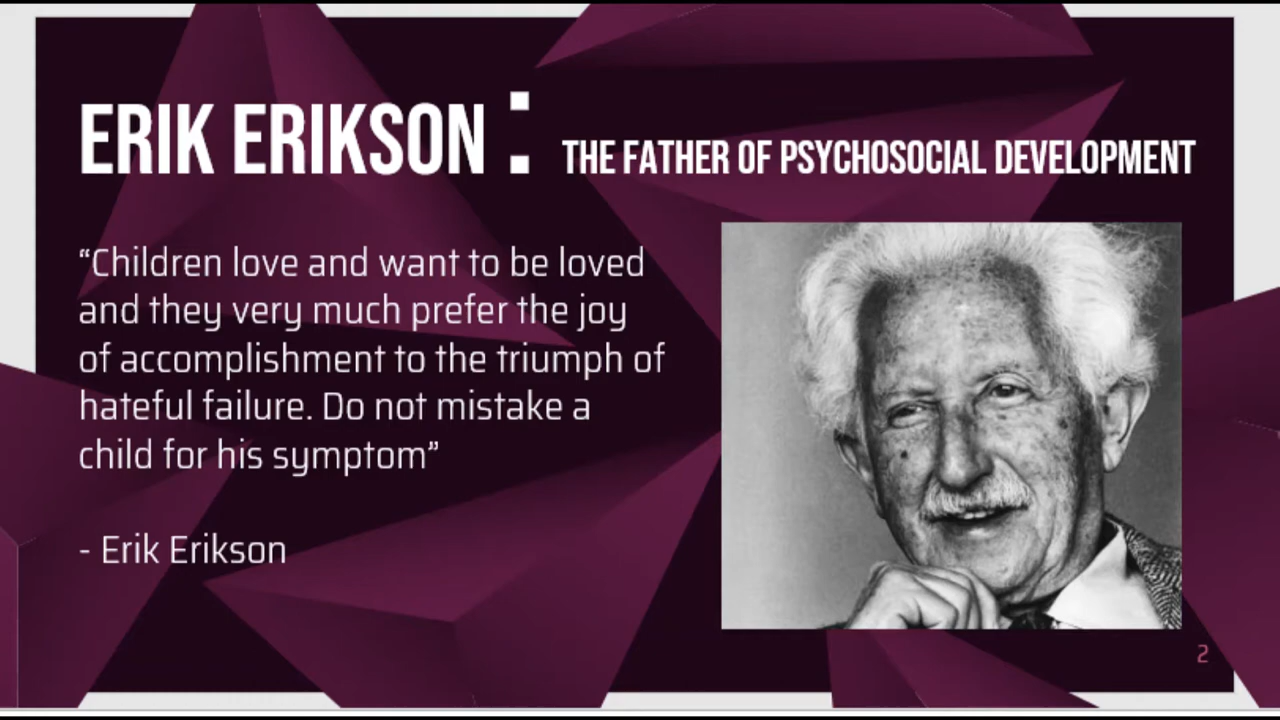 ERIK ERIKSON : THE FATHER OF PSYCHOSOCIAL DEVELOPMENT
“Children love and want to be loved
and they very much prefer the joy
of accomplishment to the triumph of
hateful failure. Do not mistake a
child for his symptom”
- Erik Erikson
2